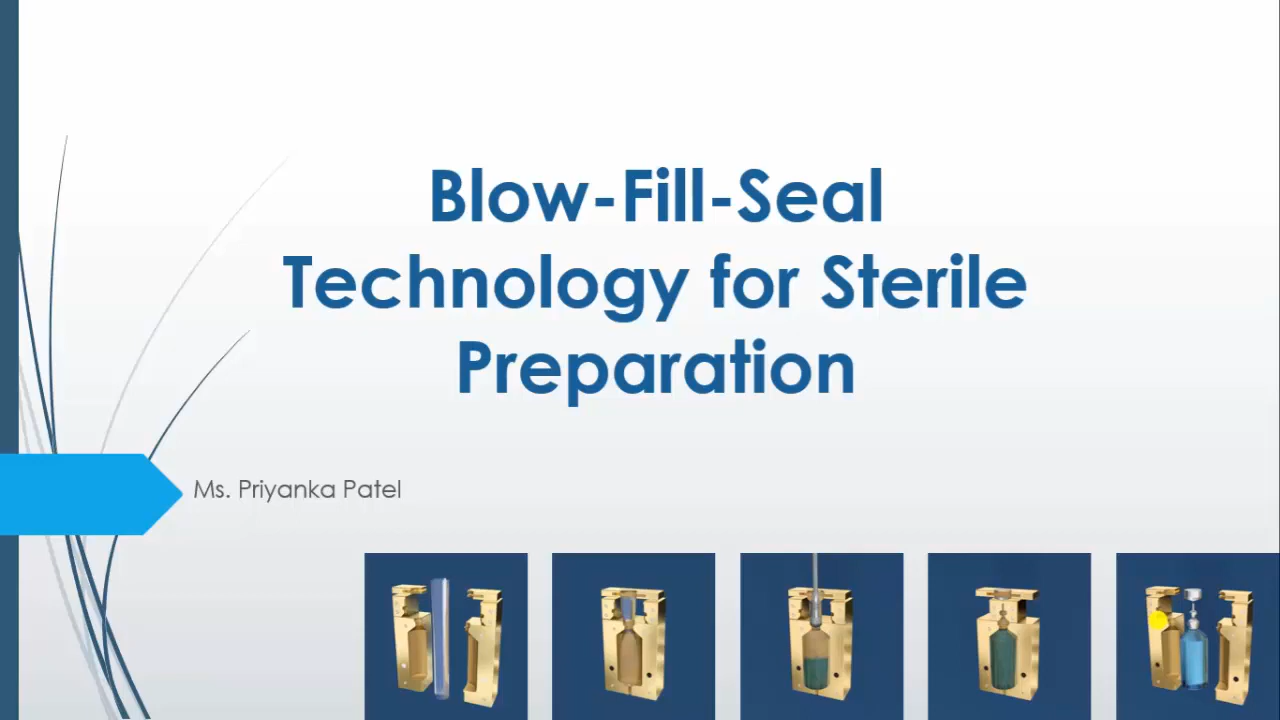 Blow-Fill-Seal
Technology for Sterile
Preparation
Ms. Priyanka Patel